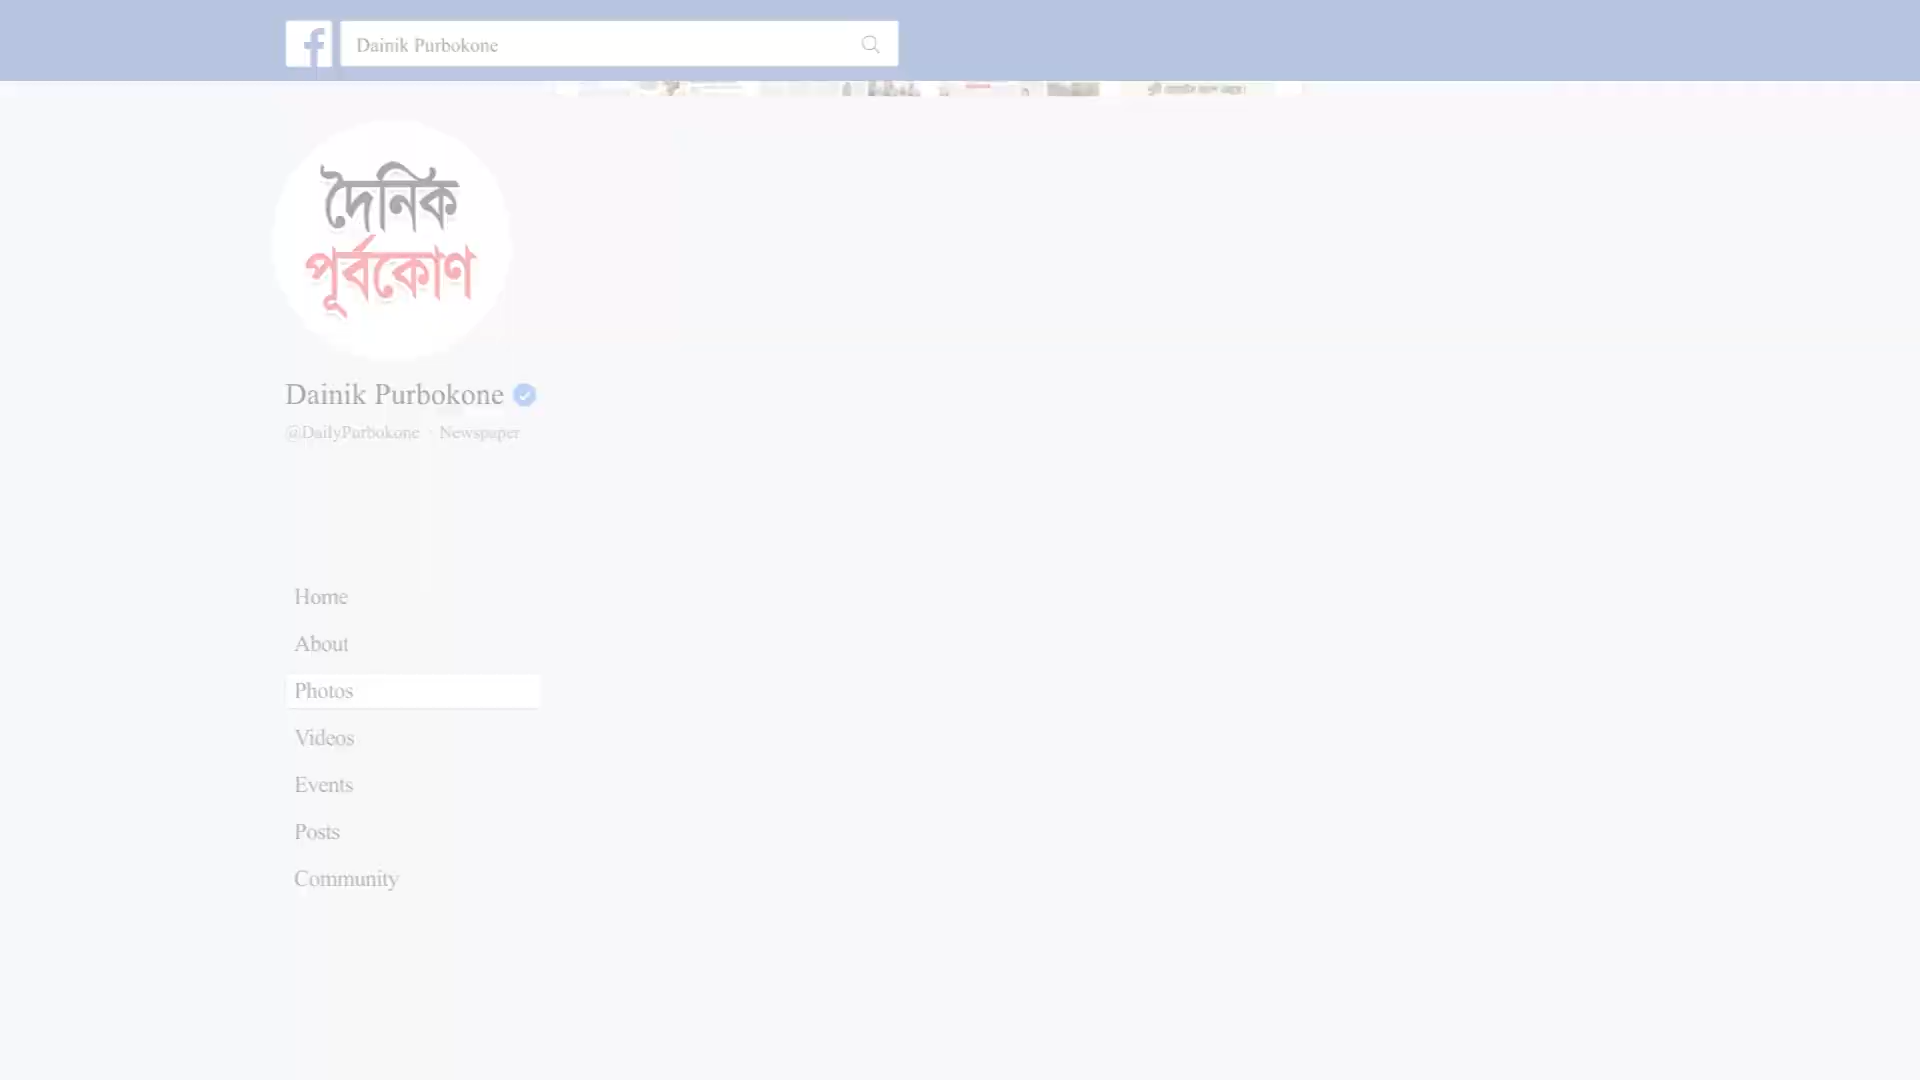 Dainik Purbokone
দৈনিক
পূর্বকোণ
Dainik Purbokone
@DailyPurbokone · Newspaper
Home
About
Photos
Videos
Events
Posts
Community